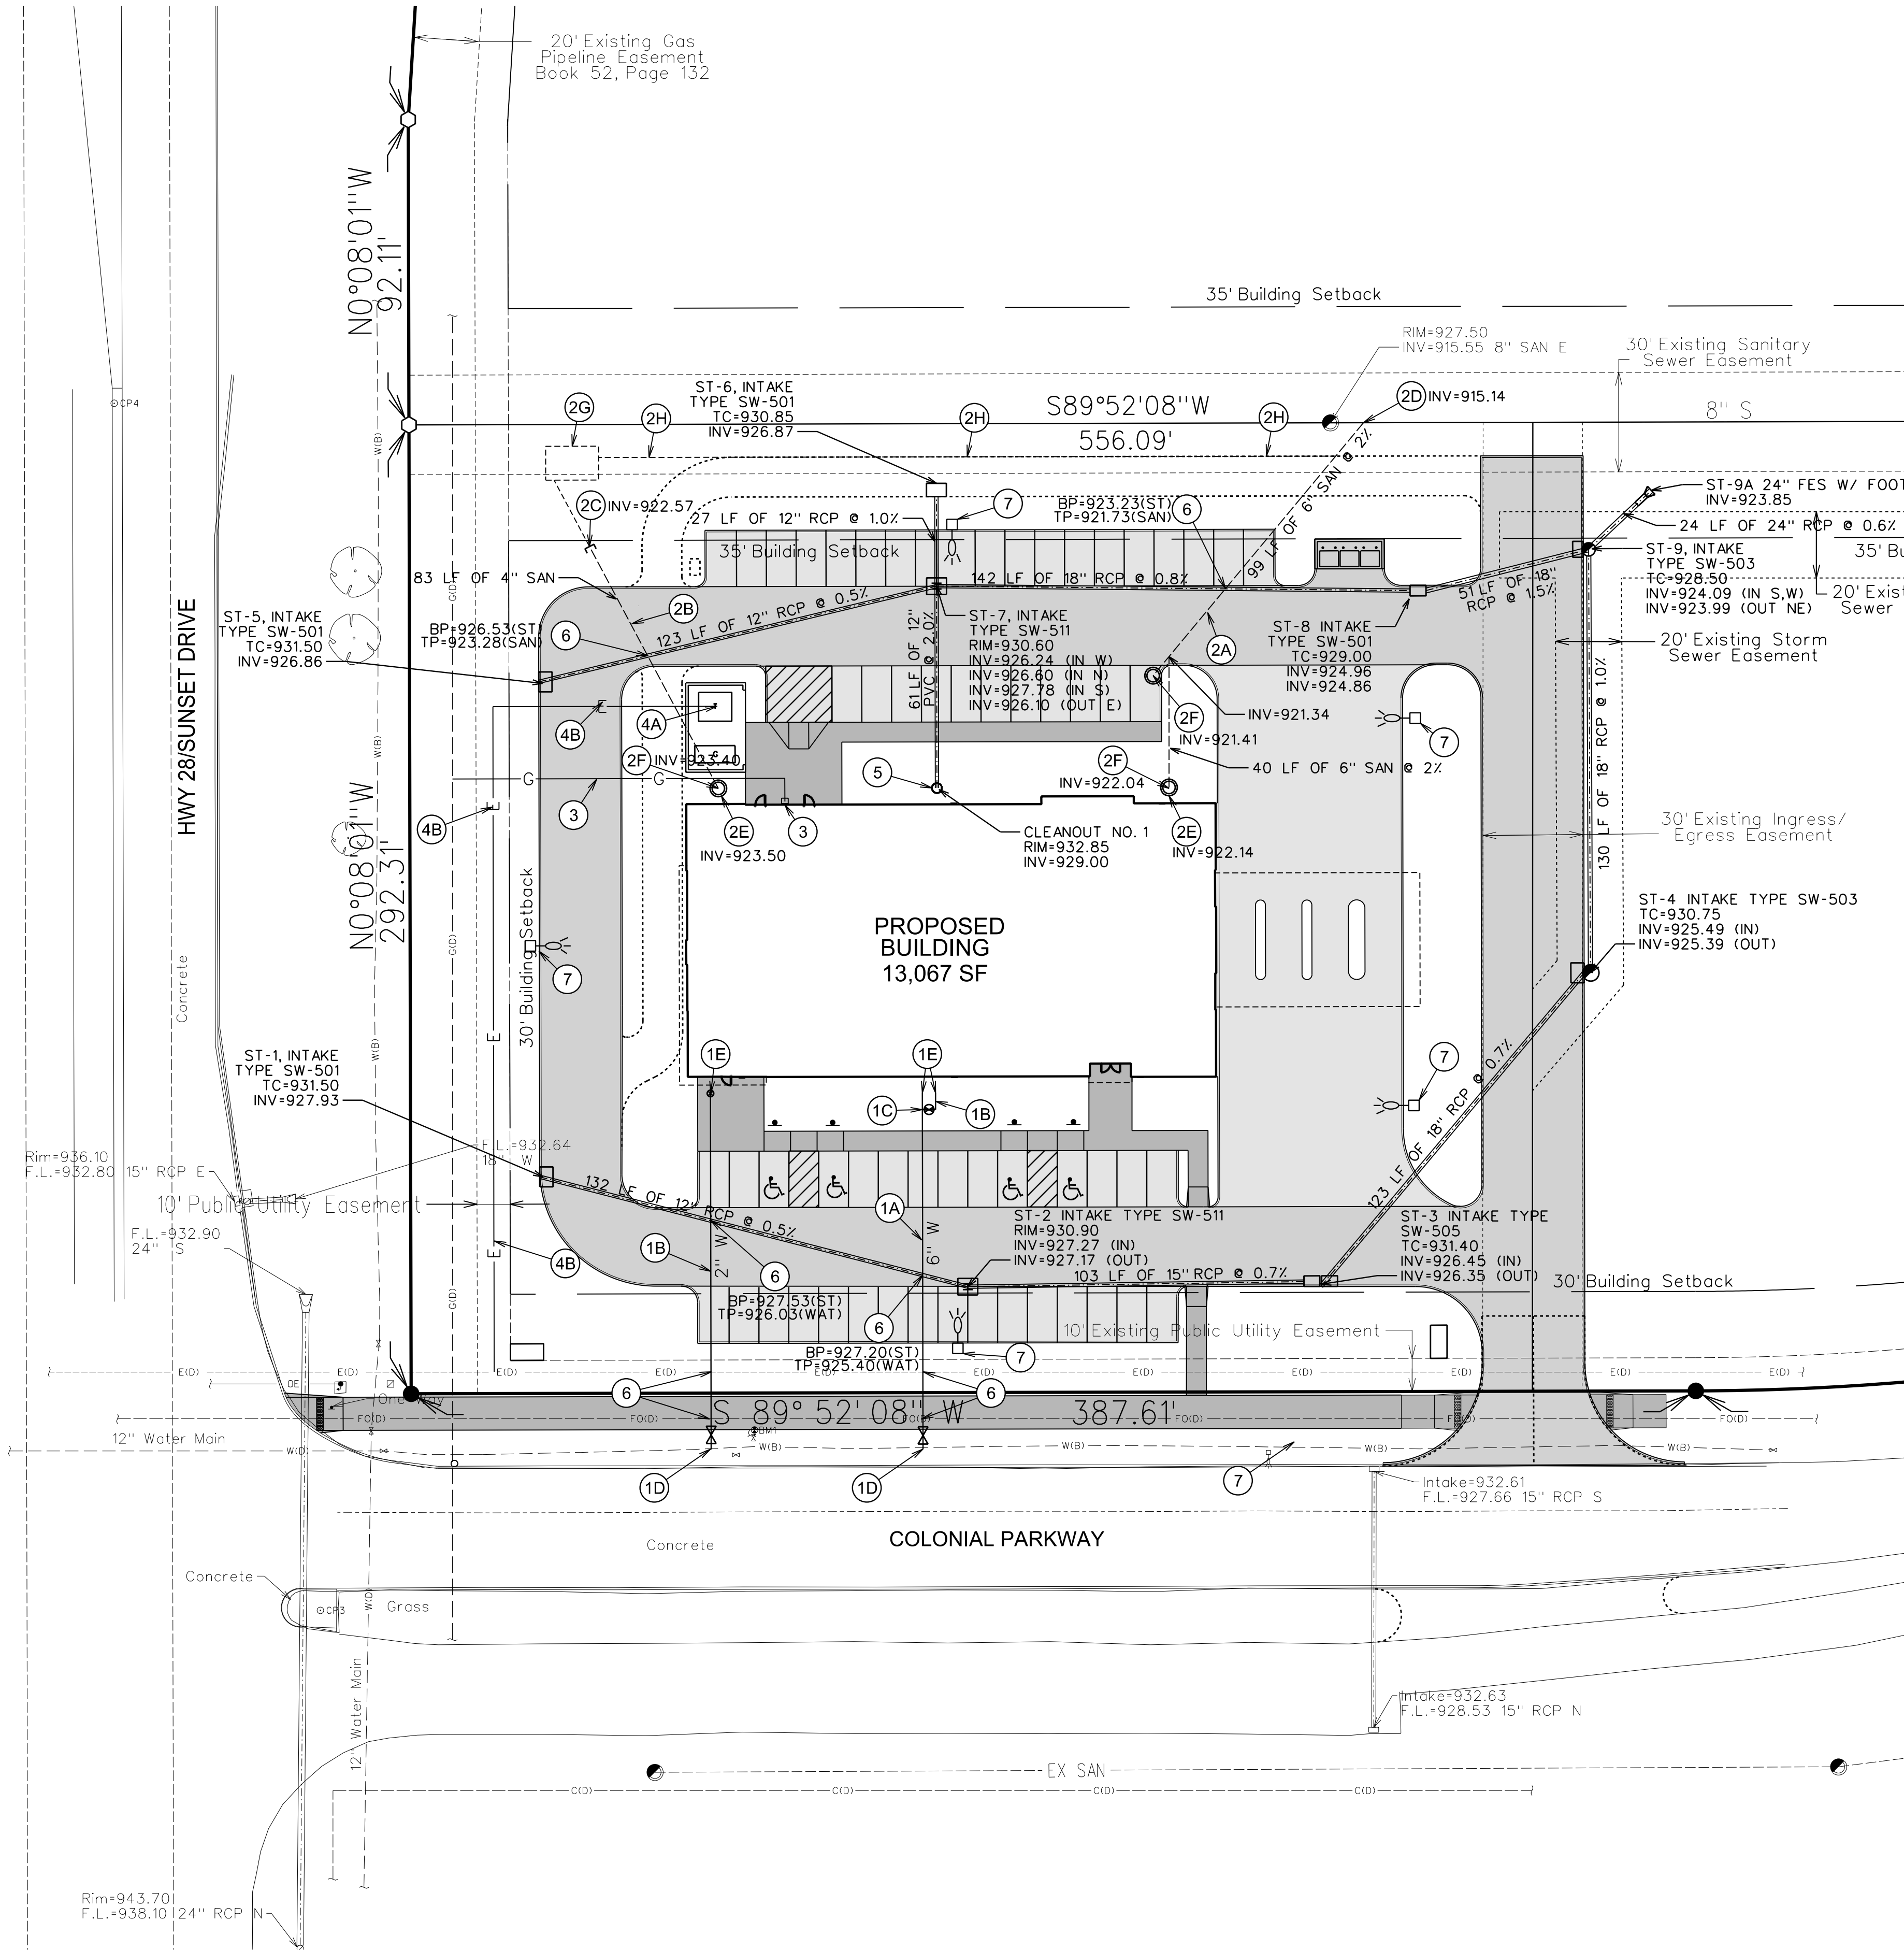 20' Existing Gas
Pipeline Easement
Book 52, Page 132
N0°08'01"W
92.11'
35' Building Setback
RIM=927.50
INV=915.55 8" SAN E
30' Existing Sanitary
Sewer Easement
CP4
W(B)
ST-6, INTAKE
TYPE SW-501
TC=930.85
INV=926.87
2G
2H
2H
2H
S89°52'08"W
556.09'
2D
INV=915.14
8" S
2C
INV=922.57
27 LF OF 12" RCP @ 1.0%
7
BP=923.23(ST)
TP=921.73(SAN)
6
99 LF OF 6" SAN @ 2%
ST-9A 24" FES W/ FOOT
INV=923.85
24 LF OF 24" RCP @ 0.6%
35' Bu
35' Building Setback
ST-9, INTAKE
TYPE SW-503
TC=928.50
INV=924.09 (IN S,W)
INV=923.99 (OUT NE)
20' Exist
Sewer
83 LF OF 4" SAN
G(D)
2B
142 LF OF 18" RCP @ 0.8%
51 LF OF 18"
RCP @ 1.5%
ST-5, INTAKE
TYPE SW-501
TC=931.50
INV=926.86
BP=926.53(ST)
TP=923.28(SAN)
6
123 LF OF 12" RCP @ 0.5%
61 LF OF 12"
PVC @ 2.0%
ST-7, INTAKE
TYPE SW-511
RIM=930.60
INV=926.24 (IN W)
INV=926.60 (IN N)
INV=927.78 (IN S)
INV=926.10 (OUT E)
2A
ST-8 INTAKE
TYPE SW-501
TC=929.00
INV=924.96
INV=924.86
20' Existing Storm
Sewer Easement
HWY 28/SUNSET DRIVE
E
4B
4A
2F
INV=921.34
INV=921.41
7
130 LF OF 18" RCP @ 1.0%
W(B)
2F
INV=923.40
G
G
G
3
5
2F
INV=922.04
40 LF OF 6" SAN @ 2%
E
4B
2E
INV=923.50
3
CLEANOUT NO. 1
RIM=932.85
INV=929.00
2E
INV=922.14
30' Existing Ingress/
Egress Easement
N0°08'01"W
292.31'
30' Building Setback
G(D)
Concrete
7
PROPOSED
BUILDING
13,067 SF
ST-4 INTAKE TYPE SW-503
TC=930.75
INV=925.49 (IN)
INV=925.39 (OUT)
E
W(B)
ST-1, INTAKE
TYPE SW-501
TC=931.50
INV=927.93
1E
1E
7
1C
1B
123 LF OF 18" RCP @ 0.7%
Rim=936.10
F.L.=932.80 15" RCP E
F.L.=932.64
18" W
10' Public Utility Easement
F.L.=932.90
24" S
132 LF OF 12" RCP @ 0.5%
1A
1B
2" W
6" W
ST-2 INTAKE TYPE SW-511
RIM=930.90
INV=927.27 (IN)
INV=927.17 (OUT)
ST-3 INTAKE TYPE
SW-505
TC=931.40
INV=926.45 (IN)
INV=926.35 (OUT)
E
4B
6
103 LF OF 15" RCP @ 0.7%
30' Building Setback
G(D)
BP=927.53(ST)
TP=926.03(WAT)
6
10' Existing Public Utility Easement
BP=927.20(ST)
TP=925.40(WAT)
7
E(D)
E(D)
E(D)
E(D)
E(D)
E(D)
E(D)
E(D)
E(D)
E(D)
OE
6
6
One Way
S 89° 52' 08" W
387.61'
FO(D)
FO(D)
FO(D)
FO(D)
FO(D)
FO(D)
12" Water Main
BM1
W(D)
W(B)
W(B)
W(B)
W(B)
1D
1D
7
Intake=932.61
F.L.=927.66 15" RCP S
COLONIAL PARKWAY
Concrete
Concrete
CP3
W(D)
Grass
12" Water Main
Intake=932.63
F.L.=928.53 15" RCP N
EX SAN
C(D)
C(D)
C(D)
C(D)
Rim=943.70
F.L.=938.10 24" RCP N